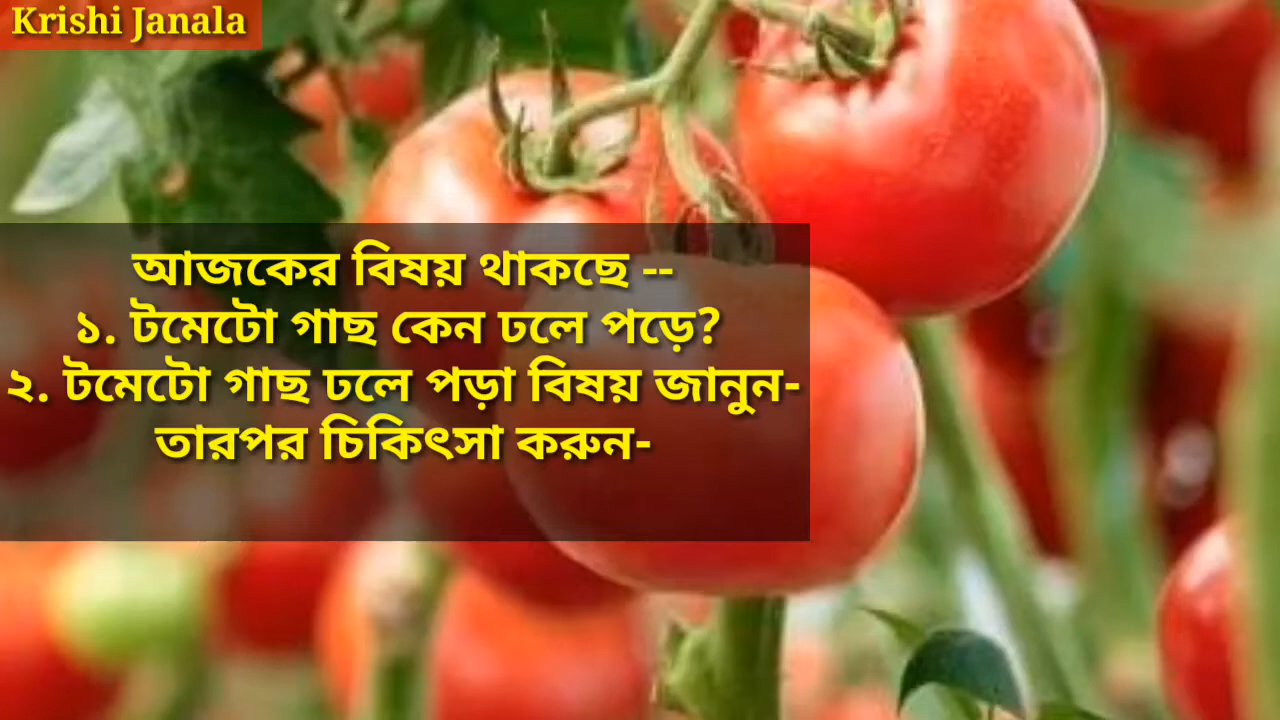 Krishi Janala
আজকের বিষয় থাকছে --
১. টমেটো গাছ কেন ঢলে পড়ে?
২. টমেটো গাছ ঢলে পড়া বিষয় জানুন-
তারপর চিকিৎসা করুন-